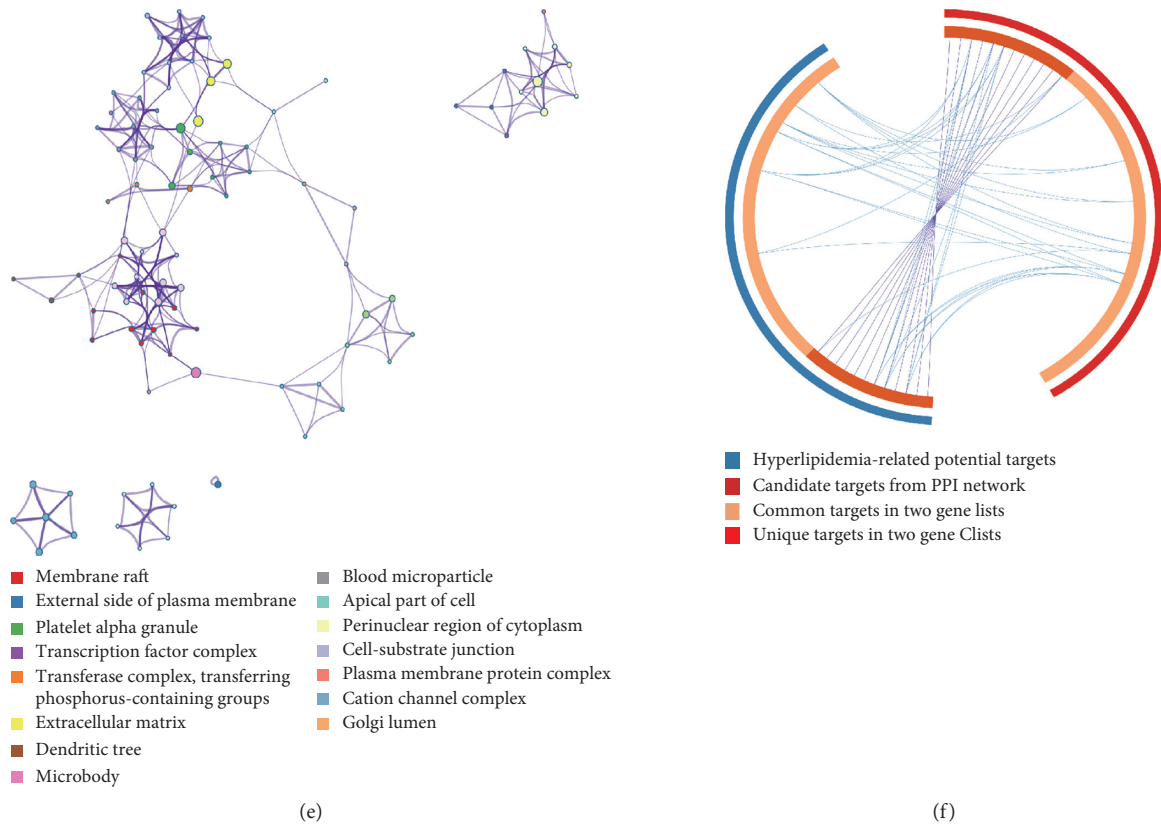 Membrane raft
External side of plasma membrane
Platelet alpha granule
Transcription factor complex
Transferase complex, transferring
phosphorus-containing groups
Extracellular matrix
Dendritic tree
Microbody
Blood microparticle
Apical part of cell
Perinuclear region of cytoplasm
Cell-substrate junction
Plasma membrane protein complex
Cation channel complex
Golgi lumen
(e)
Hyperlipidemia-related potential targets
Candidate targets from PPI network
Common targets in two gene lists
Unique targets in two gene Clists
(f)